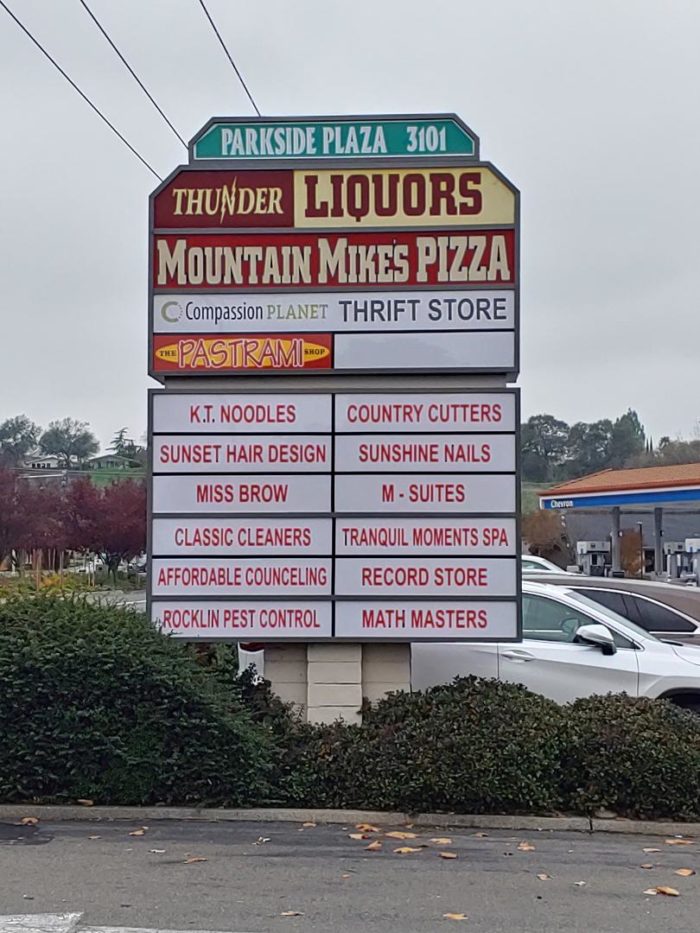 PARKSIDE PLAZA 3101
THUNDER LIQUORS
MOUNTAIN MIKE'S PIZZA
Compassion PLANET THRIFT STORE
THE PASTRAMI SHOP
K.T. NOODLES COUNTRY CUTTERS
SUNSET HAIR DESIGN SUNSHINE NAILS
MISS BROW M - SUITES
CLASSIC CLEANERS TRANQUIL MOMENTS SPA
AFFORDABLE COUNCELING RECORD STORE
ROCKLIN PEST CONTROL MATH MASTERS
Chevron